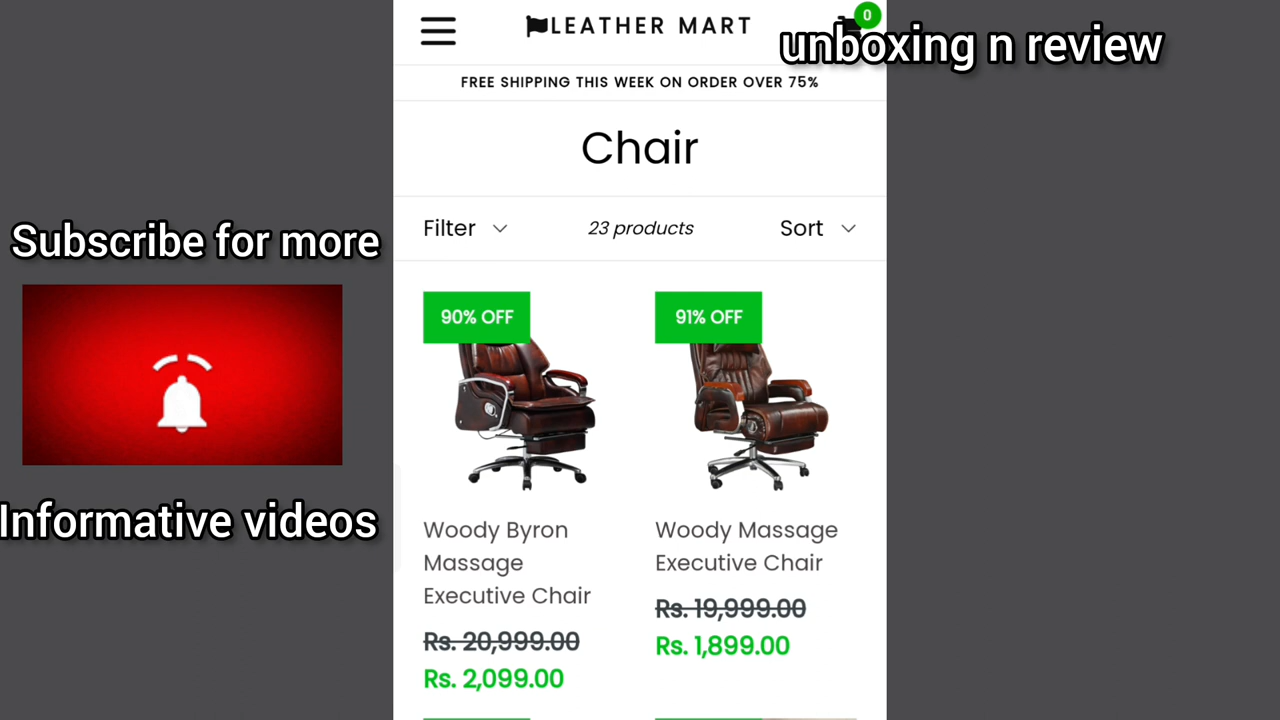 LEATHER MART
0
unboxing n review
FREE SHIPPING THIS WEEK ON ORDER OVER 75%
Chair
Filter
23 products
Sort
Subscribe for more
Informative videos
90% OFF
91% OFF
Woody Byron
Massage
Executive Chair
Rs. 20,999.00
Rs. 2,099.00
Woody Massage
Executive Chair
Rs. 19,999.00
Rs. 1,899.00